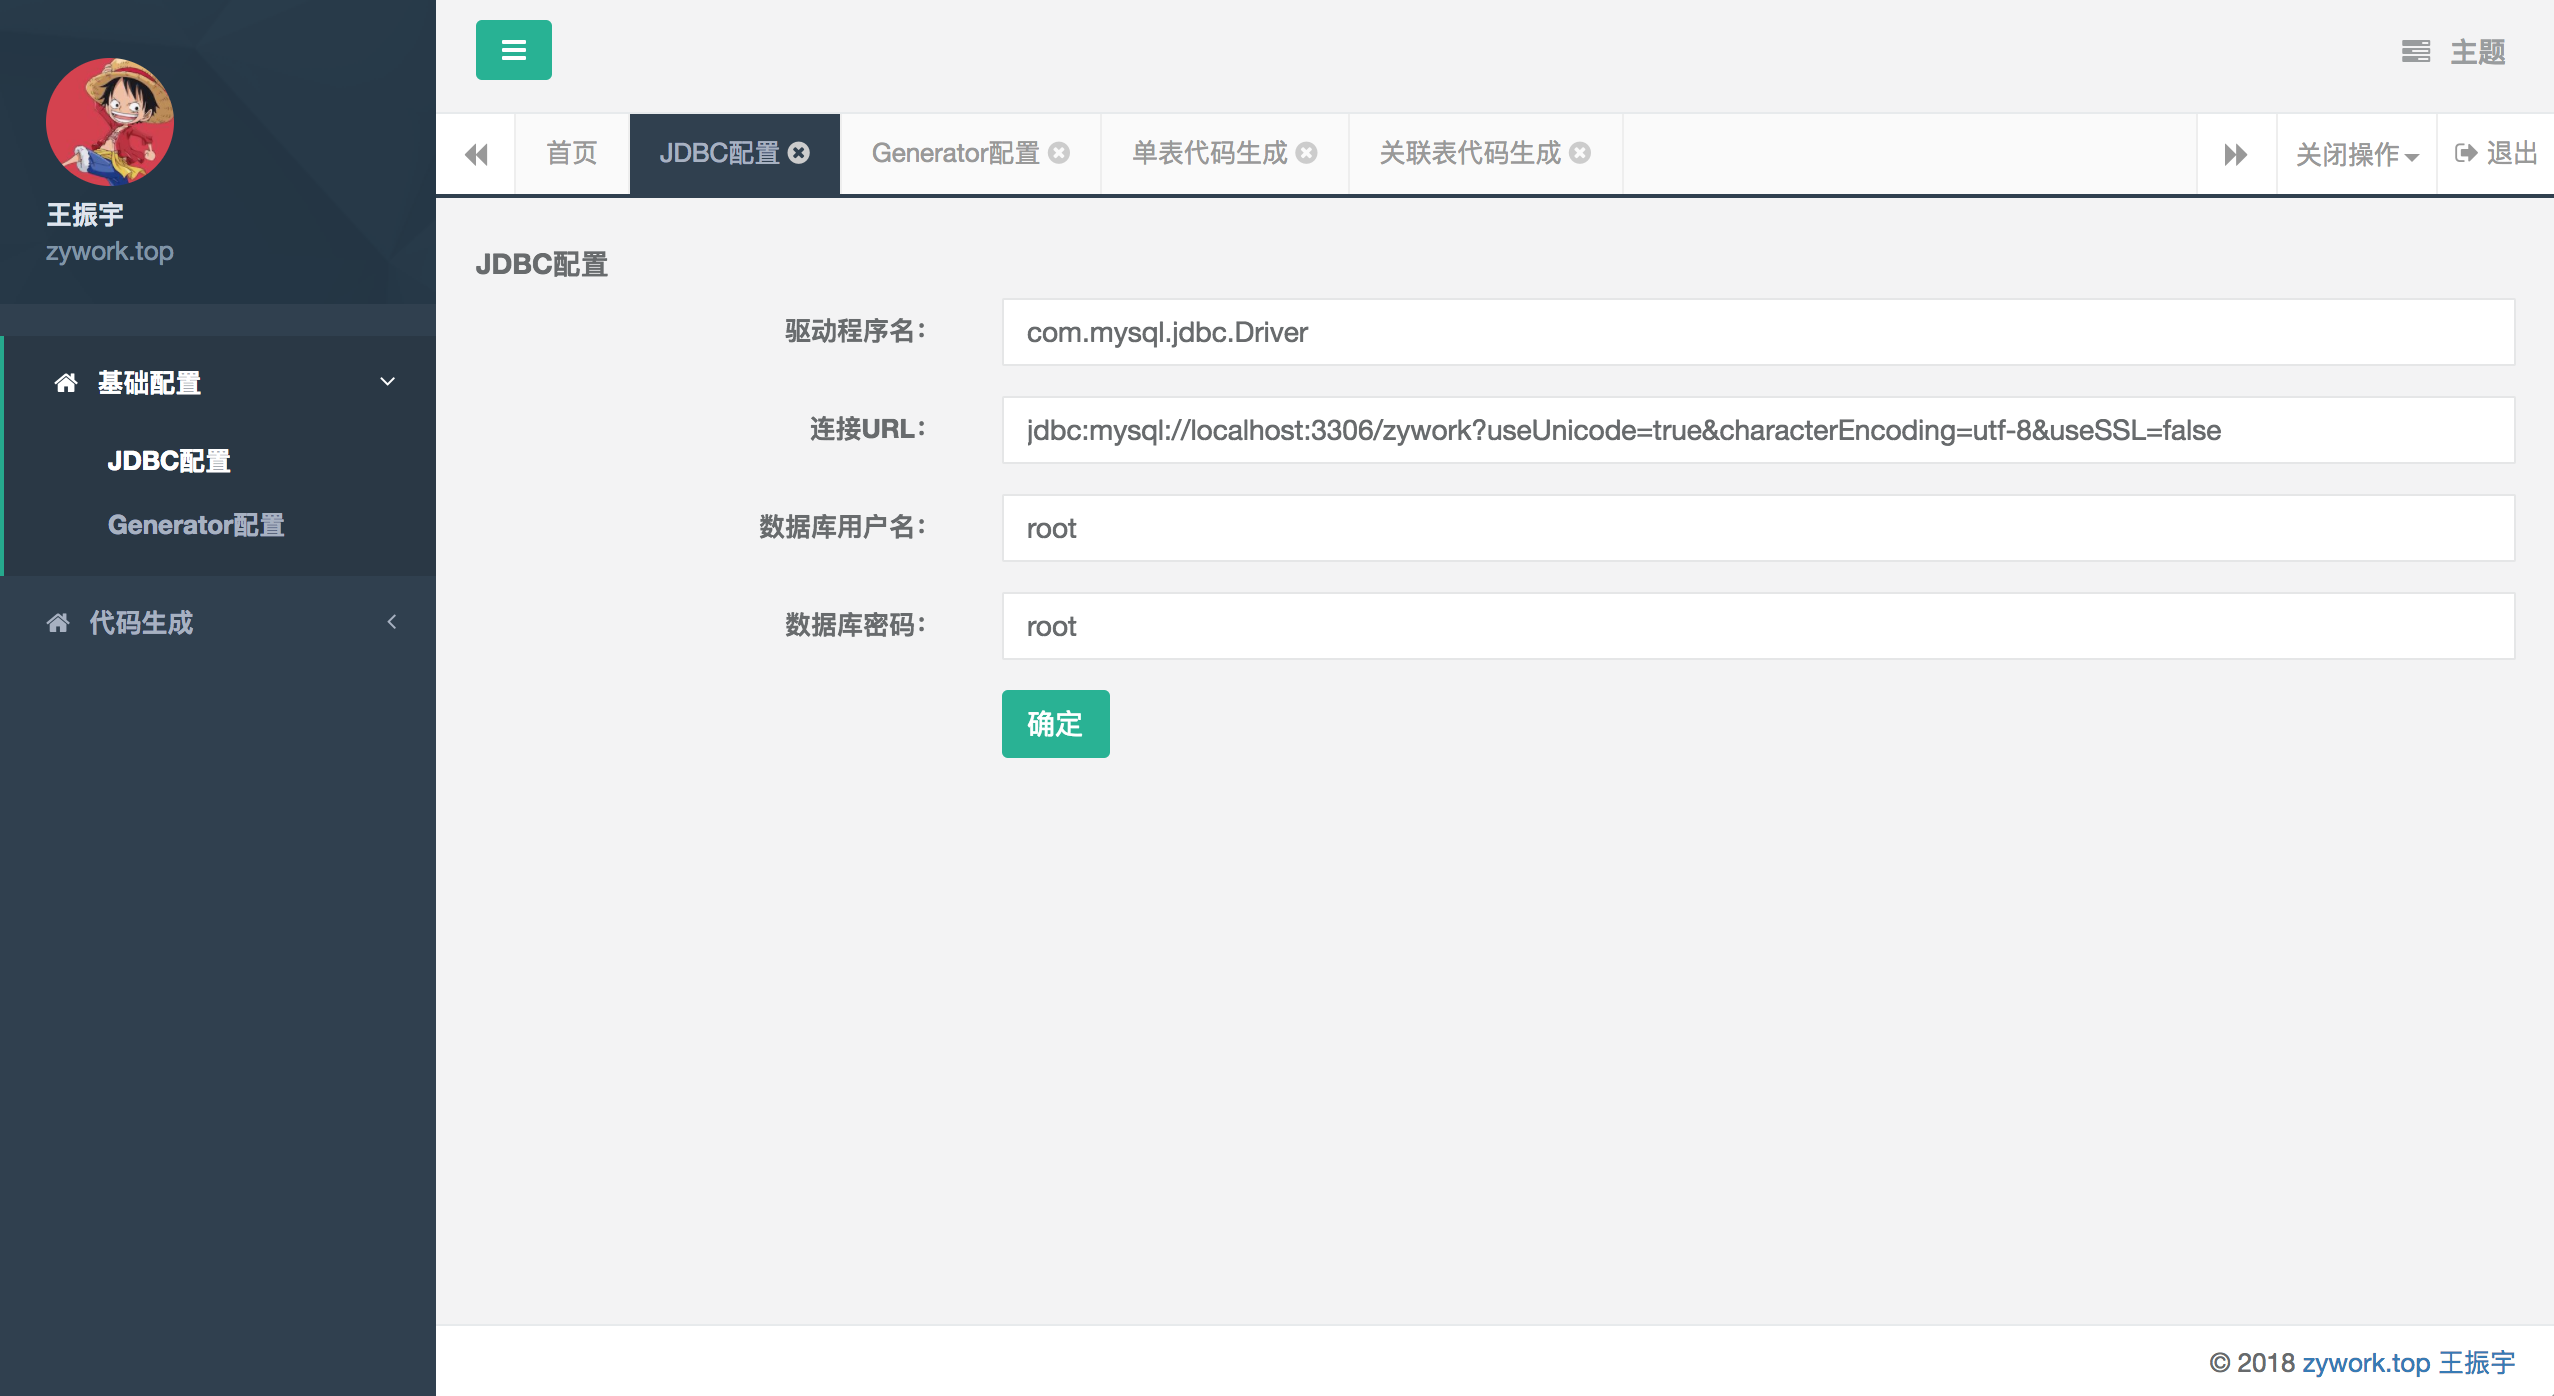 王振宇
zywork.top
基础配置
JDBC配置
Generator配置
代码生成
主题
首页 JDBC配置 Generator配置 单表代码生成 关联表代码生成 关闭操作 退出
JDBC配置
驱动程序名： com.mysql.jdbc.Driver
连接URL： jdbc:mysql://localhost:3306/zywork?useUnicode=true&characterEncoding=utf-8&useSSL=false
数据库用户名： root
数据库密码： root
确定
© 2018 zywork.top 王振宇